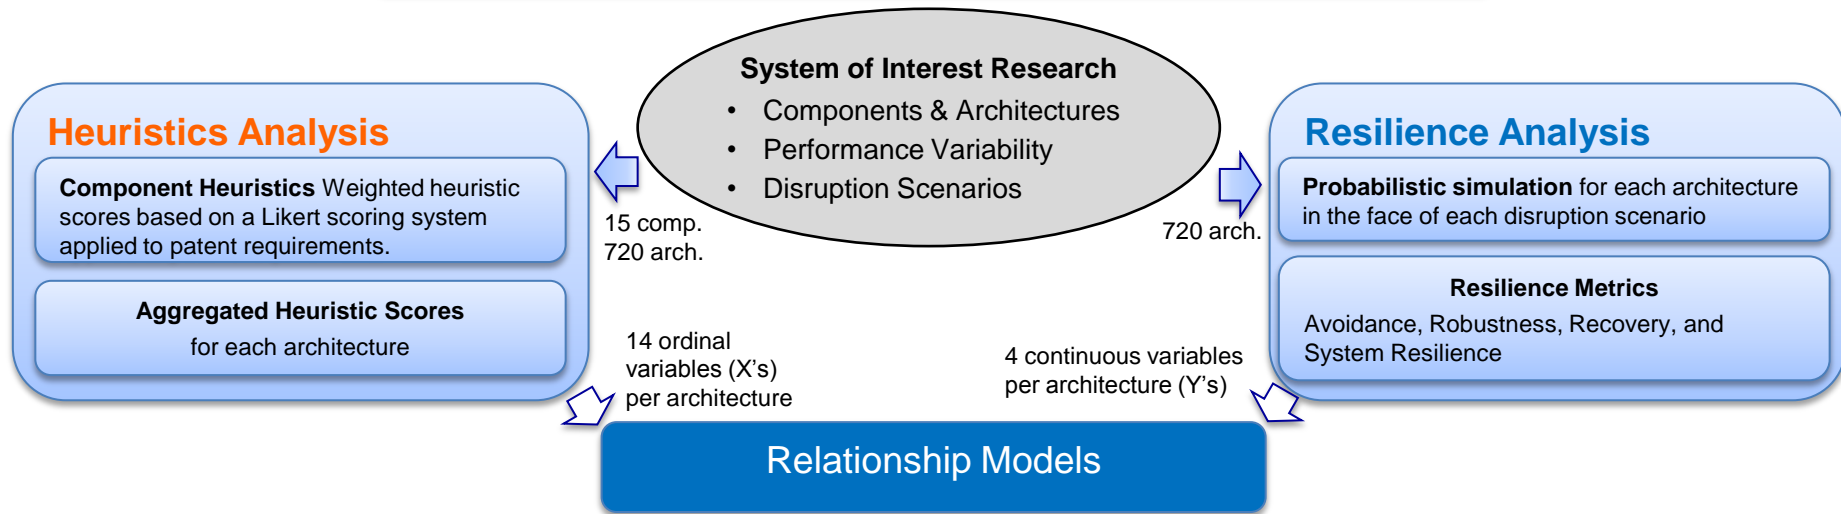 System of Interest Research
• Components & Architectures
• Performance Variability
• Disruption Scenarios
Heuristics Analysis
Component Heuristics Weighted heuristic
scores based on a Likert scoring system
applied to patent requirements.
Aggregated Heuristic Scores
for each architecture
15 comp.
720 arch.
720 arch.
Resilience Analysis
Probabilistic simulation for each architecture
in the face of each disruption scenario
Resilience Metrics
Avoidance, Robustness, Recovery, and
System Resilience
14 ordinal
variables (X's)
per architecture
4 continuous variables
per architecture (Y's)
Relationship Models